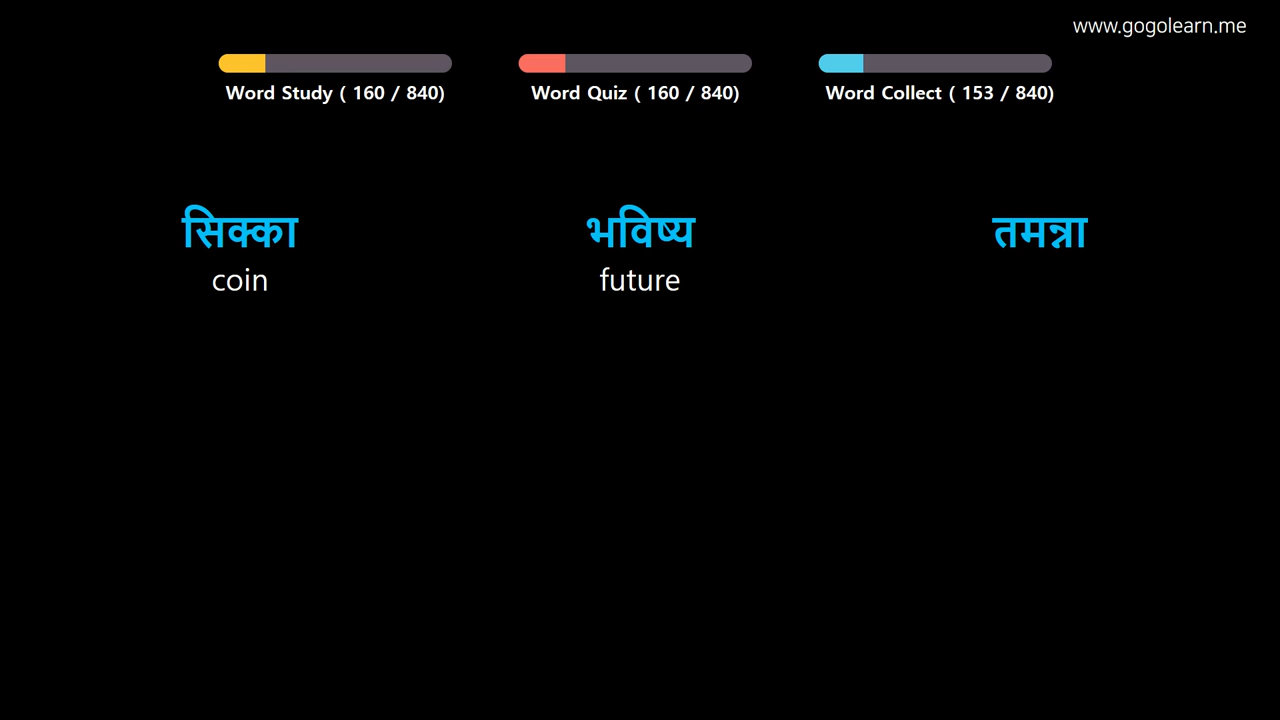 www.gogolearn.me
Word Study ( 160 / 840)
Word Quiz ( 160 / 840)
Word Collect ( 153 / 840)
सिक्का
भविष्य
तमन्ना
coin
future